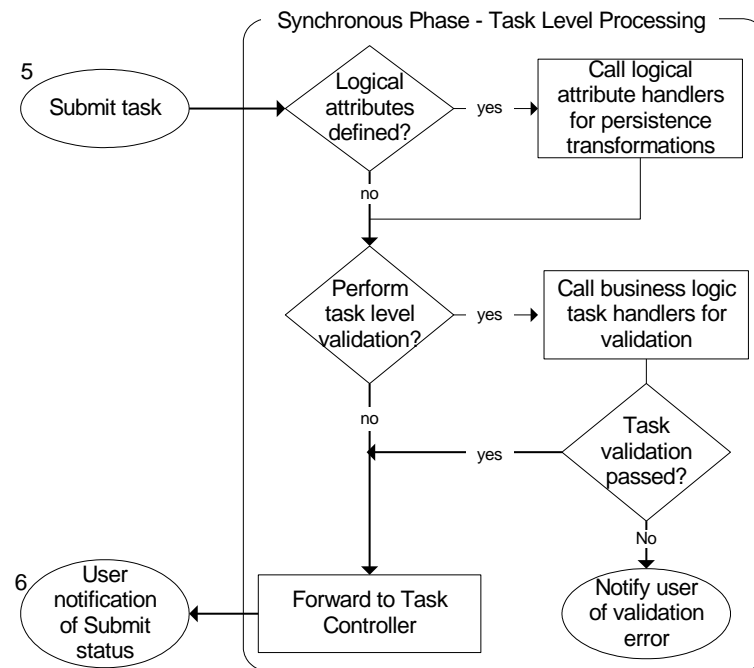 Synchronous Phase - Task Level Processing
5
Submit task
Logical
attributes
defined?
yes
Call logical
attribute handlers
for persistence
transformations
no
Perform
task level
validation?
yes
Call business logic
task handlers for
validation
no
Task
validation
passed?
yes
No
6
User
notification
of Submit
status
Forward to Task
Controller
Notify user
of validation
error